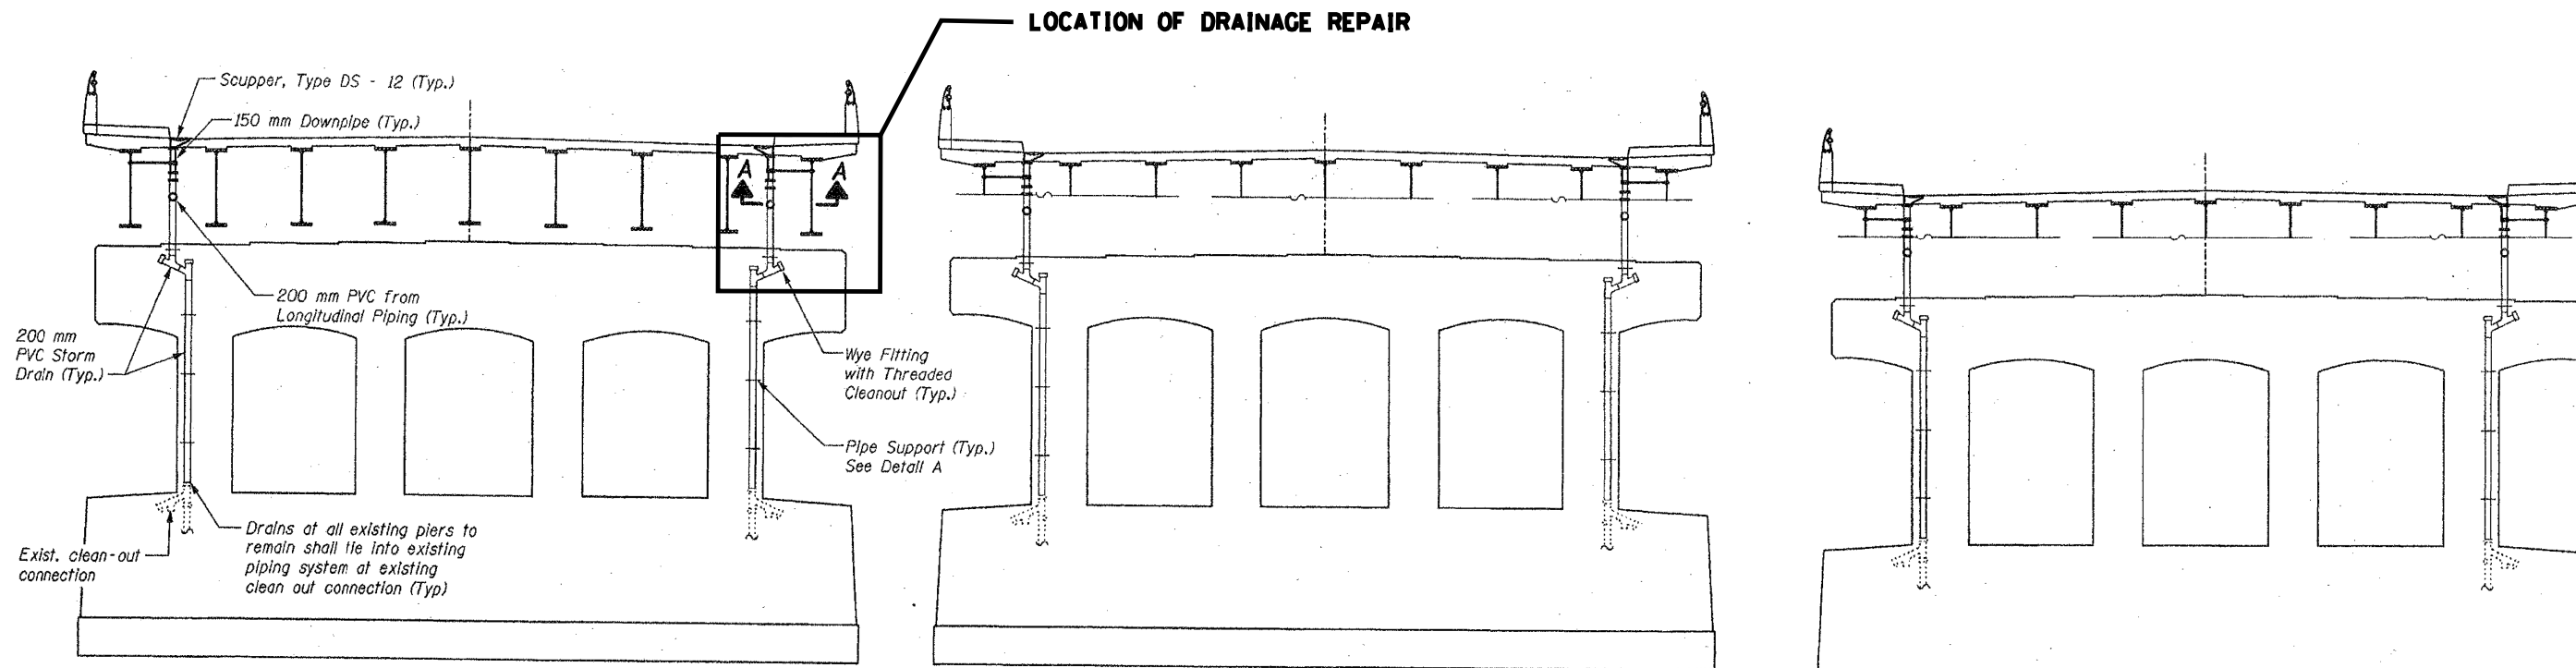 LOCATION OF DRAINAGE REPAIR
Scupper, Type DS - 12 (Typ.)
150 mm Downpipe (Typ.)
A A
200 mm PVC from
Longitudinal Piping (Typ.)
200 mm
PVC Storm
Drain (Typ.)
Wye Fitting
with Threaded
Cleanout (Typ.)
Pipe Support (Typ.)
See Detail A
Drains at all existing piers to
remain shall tie into existing
piping system at existing
clean out connection (Typ)
Exist. clean-out
connection